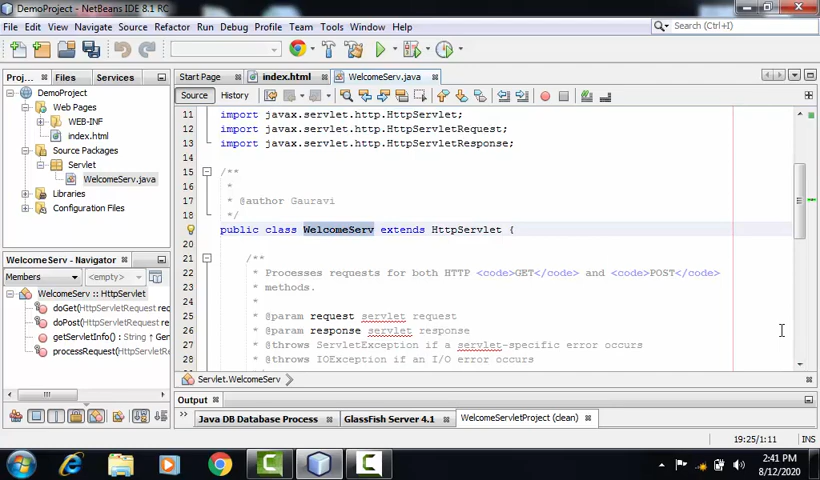 DemoProject - NetBeans IDE 8.1 RC
File Edit View Navigate Source Refactor Run Debug Profile Team Tools Window Help
Search (Ctrl+I)
Proj... Files Services
Start Page index.html WelcomeServ.java
Source History
DemoProject
Web Pages
WEB-INF
index.html
Source Packages
Servlet
WelcomeServ.java
Libraries
Configuration Files
WelcomeServ - Navigator
Members <empty>
WelcomeServ :: HttpServlet
doGet(HttpServletRequest req
doPost(HttpServletRequest re
getServletInfo() : String ↑ Gen
processRequest(HttpServletR
11 import javax.servlet.http.HttpServlet;
12 import javax.servlet.http.HttpServletRequest;
13 import javax.servlet.http.HttpServletResponse;
14
15 /**
16 *
17 * @author Gauravi
18 */
19 public class WelcomeServ extends HttpServlet {
20
21 /**
22 * Processes requests for both HTTP <code>GET</code> and <code>POST</code>
23 * methods.
24 *
25 * @param request servlet request
26 * @param response servlet response
27 * @throws ServletException if a servlet-specific error occurs
28 * @throws IOException if an I/O error occurs
Servlet.WelcomeServ
Output
Java DB Database Process GlassFish Server 4.1 WelcomeServletProject (clean)
19:25/1:11 INS
2:41 PM
8/12/2020